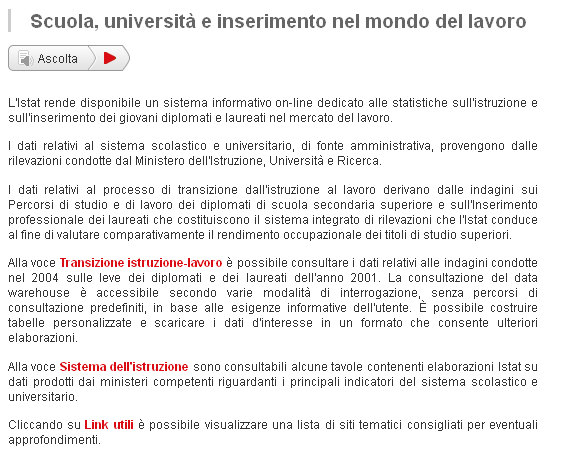 Scuola, università e inserimento nel mondo del lavoro
Ascolta
L'Istat rende disponibile un sistema informativo on-line dedicato alle statistiche sull'istruzione e
sull'inserimento dei giovani diplomati e laureati nel mercato del lavoro.
I dati relativi al sistema scolastico e universitario, di fonte amministrativa, provengono dalle
rilevazioni condotte dal Ministero dell'Istruzione, Università e Ricerca.
I dati relativi al processo di transizione dall'istruzione al lavoro derivano dalle indagini sui
Percorsi di studio e di lavoro dei diplomati di scuola secondaria superiore e sull'Inserimento
professionale dei laureati che costituiscono il sistema integrato di rilevazioni che l'Istat conduce
al fine di valutare comparativamente il rendimento occupazionale dei titoli di studio superiori.
Alla voce Transizione istruzione-lavoro è possibile consultare i dati relativi alle indagini condotte
nel 2004 sulle leve dei diplomati e dei laureati dell'anno 2001. La consultazione del data
warehouse è accessibile secondo varie modalità di interrogazione, senza percorsi di
consultazione predefiniti, in base alle esigenze informative dell'utente. È possibile costruire
tabelle personalizzate e scaricare i dati d'interesse in un formato che consente ulteriori
elaborazioni.
Alla voce Sistema dell'istruzione sono consultabili alcune tavole contenenti elaborazioni Istat su
dati prodotti dai ministeri competenti riguardanti i principali indicatori del sistema scolastico e
universitario.
Cliccando su Link utili è possibile visualizzare una lista di siti tematici consigliati per eventuali
approfondimenti.